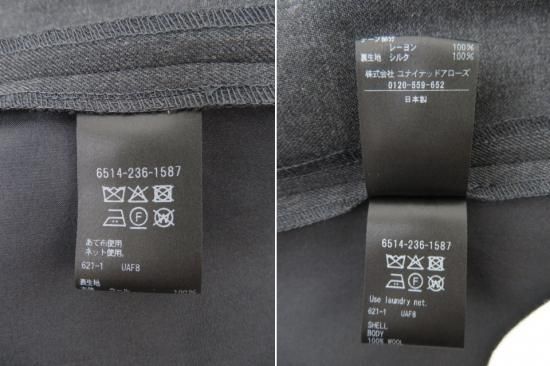 6514-236-1587
F
W
あて布使用
ネット使用。
621-1 UAF8
裏生地
100%
レーヨン 100%
裏生地 シルク 100%
株式会社 ユナイテッドアローズ
0120-559-652
日本製
6514-236-1587
F
W
Use laundry net.
621-1 UAF8
SHELL
BODY
100% WOOL